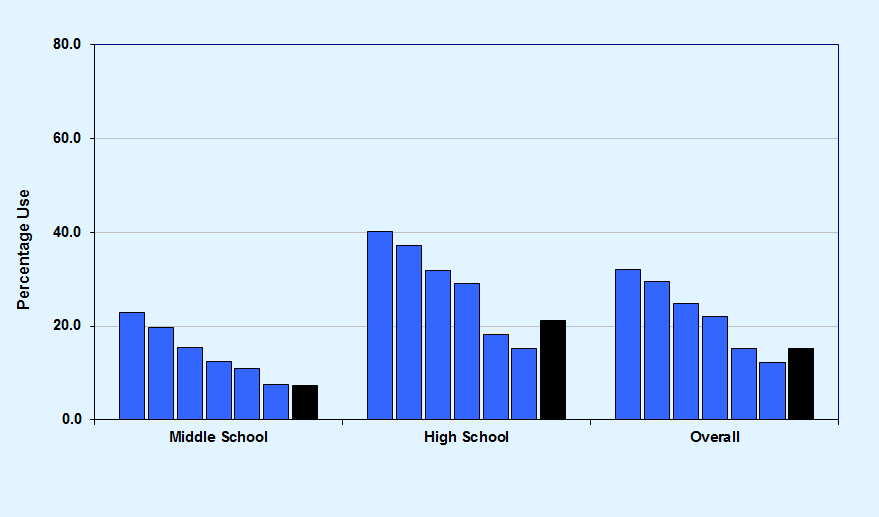 80.0
60.0
40.0
20.0
0.0
Percentage Use
Middle School
High School
Overall